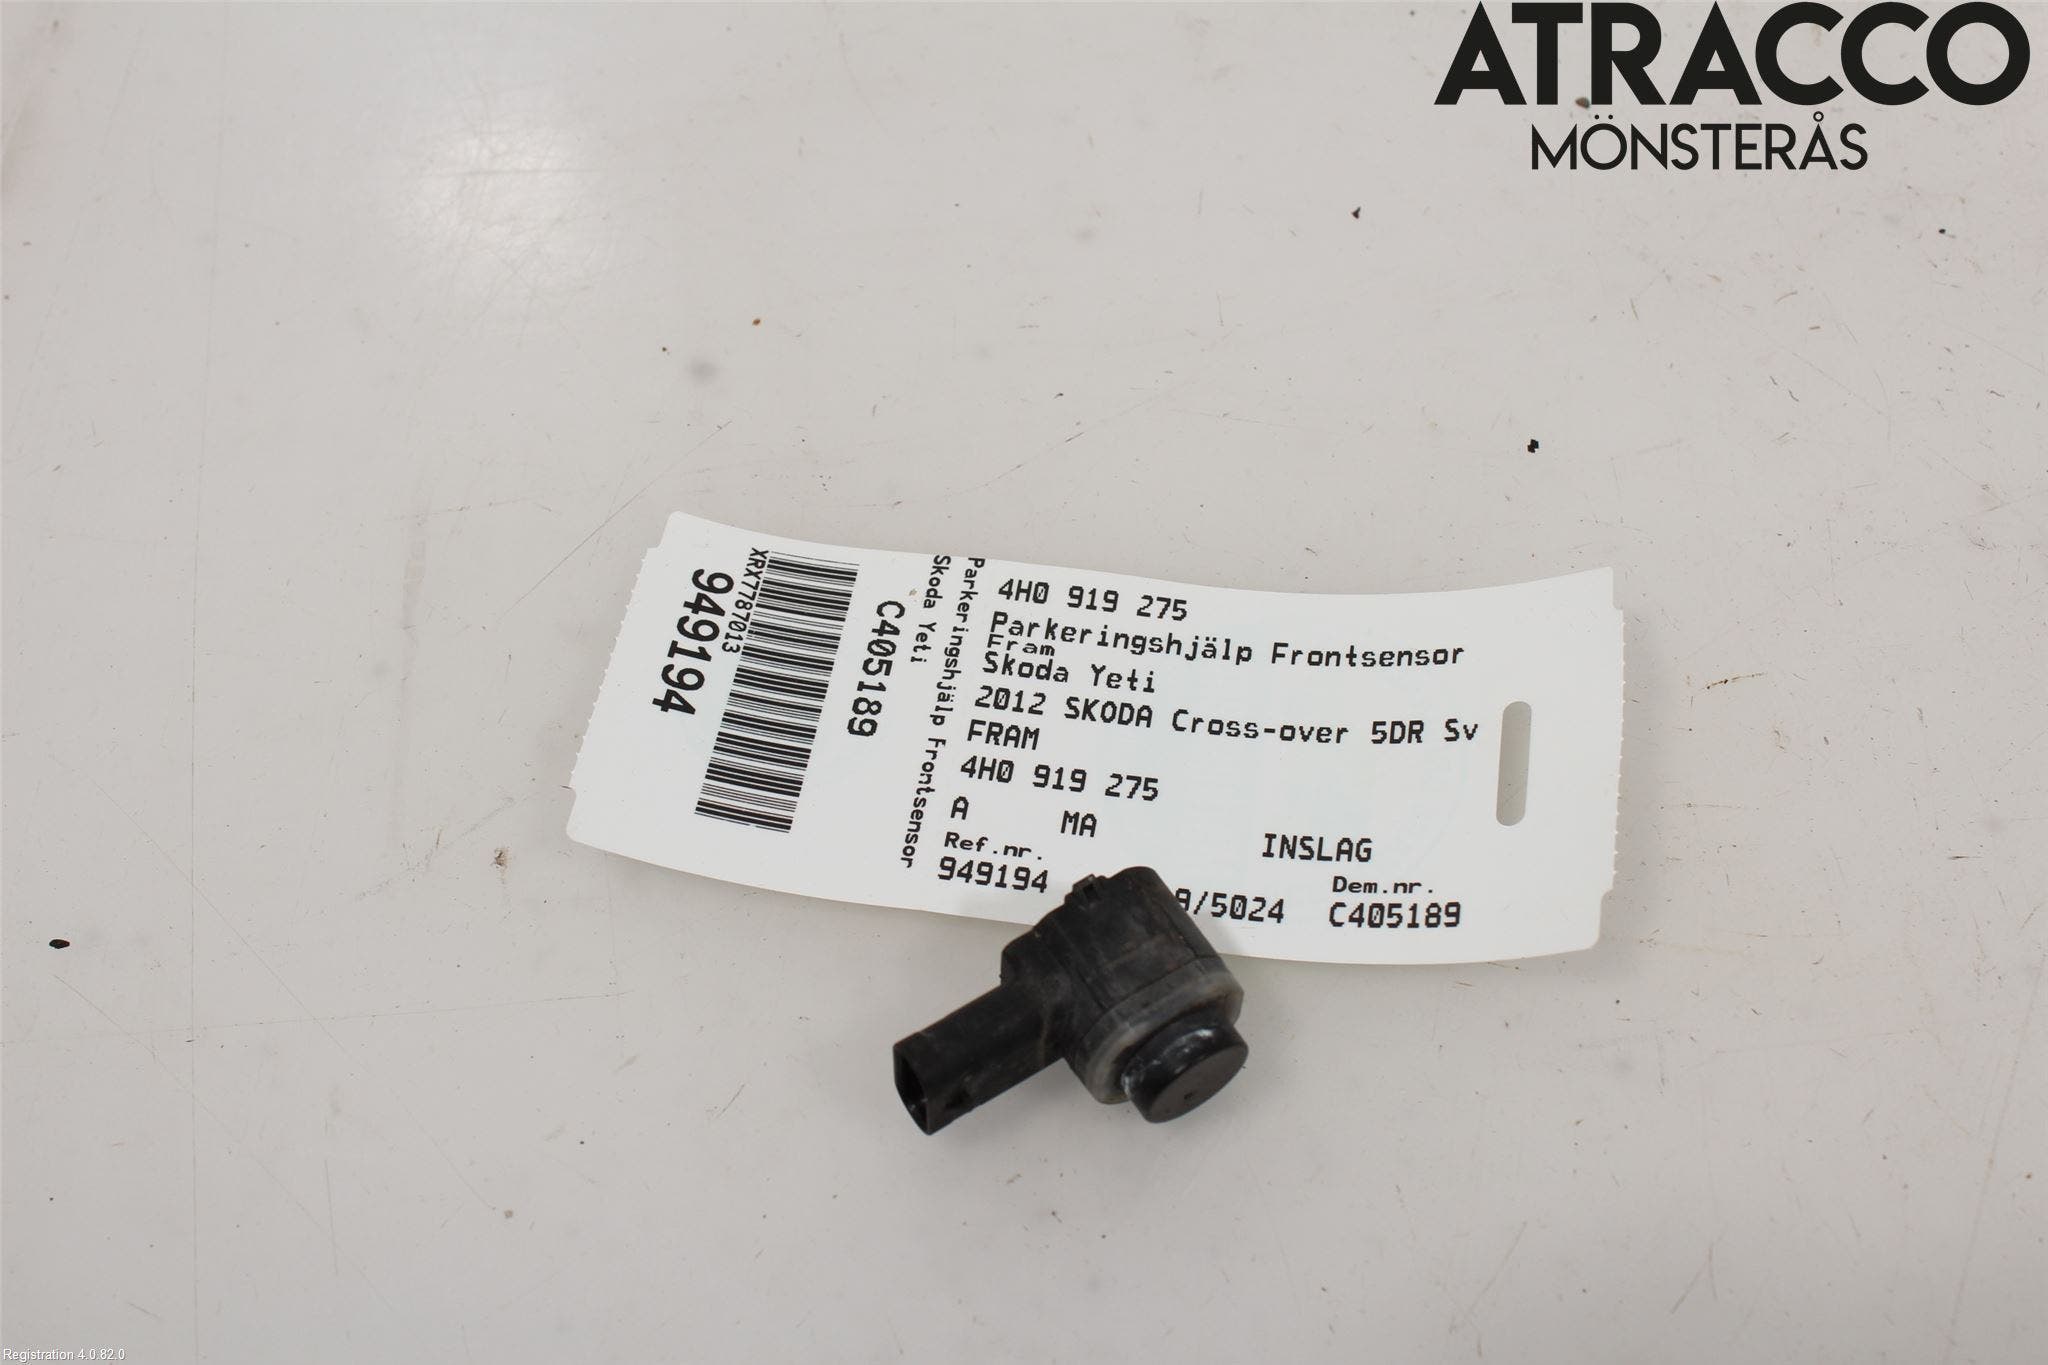 ATRACCO
MÖNSTERÅS
4H0 919 275
Parkeringshjälp Frontsensor
Fram
Skoda Yeti
2012 SKODA Cross-over 5DR Sv
FRAM
4H0 919 275
A MA INSLAG
Ref.nr. Dem.nr.
949194 9/5024 C405189
Parkeringshjälp Frontsensor
Skoda Yeti
C405189
XRX7787013
949194
Registration 4.0.82.0